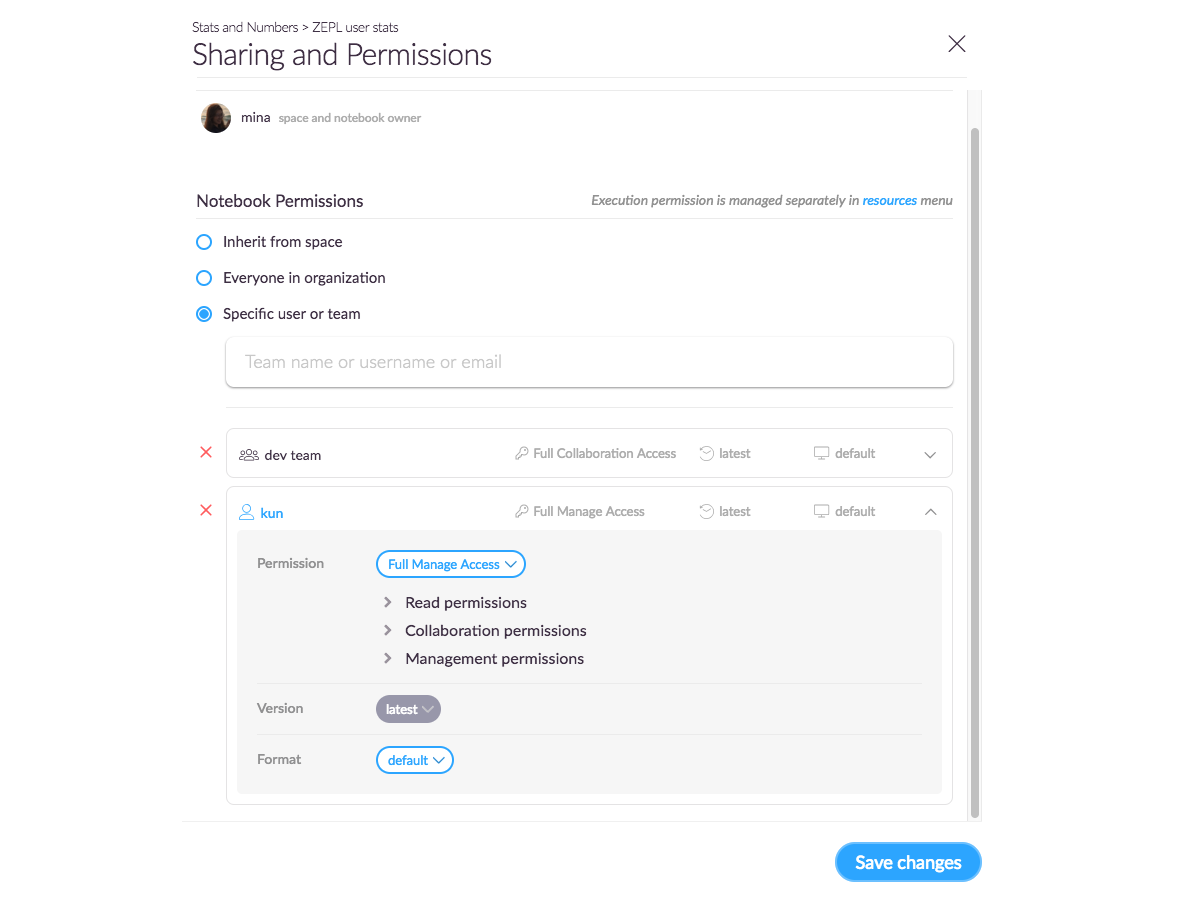 Stats and Numbers > ZEPL user stats
Sharing and Permissions
mina space and notebook owner
Notebook Permissions Execution permission is managed separately in resources menu
Inherit from space
Everyone in organization
Specific user or team
Team name or username or email
dev team Full Collaboration Access latest default
kun Full Manage Access latest default
Permission Full Manage Access
Read permissions
Collaboration permissions
Management permissions
Version latest
Format default
Save changes